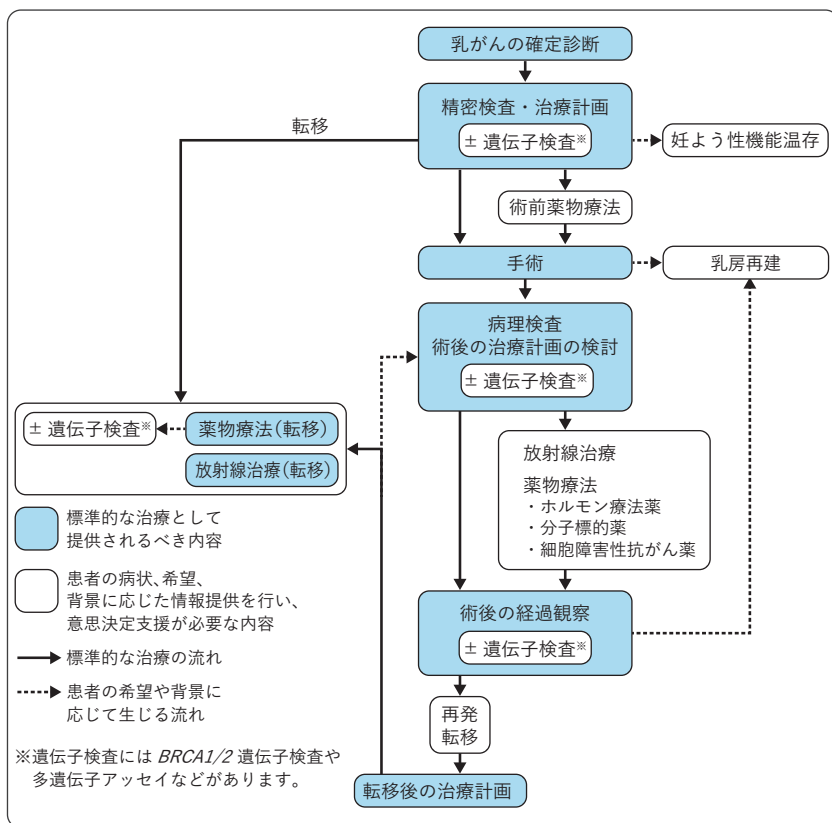 乳がんの確定診断
精密検査・治療計画
± 遺伝子検査※
転移
妊よう性機能温存
術前薬物療法
手術
乳房再建
病理検査
術後の治療計画の検討
± 遺伝子検査※
± 遺伝子検査※
薬物療法（転移）
放射線治療（転移）
放射線治療
薬物療法
・ホルモン療法薬
・分子標的薬
・細胞障害性抗がん薬
術後の経過観察
± 遺伝子検査※
再発
転移
転移後の治療計画
標準的な治療として
提供されるべき内容
患者の病状、希望、
背景に応じた情報提供を行い、
意思決定支援が必要な内容
標準的な治療の流れ
患者の希望や背景に
応じて生じる流れ
※遺伝子検査には BRCA1/2 遺伝子検査や
多遺伝子アッセイなどがあります。